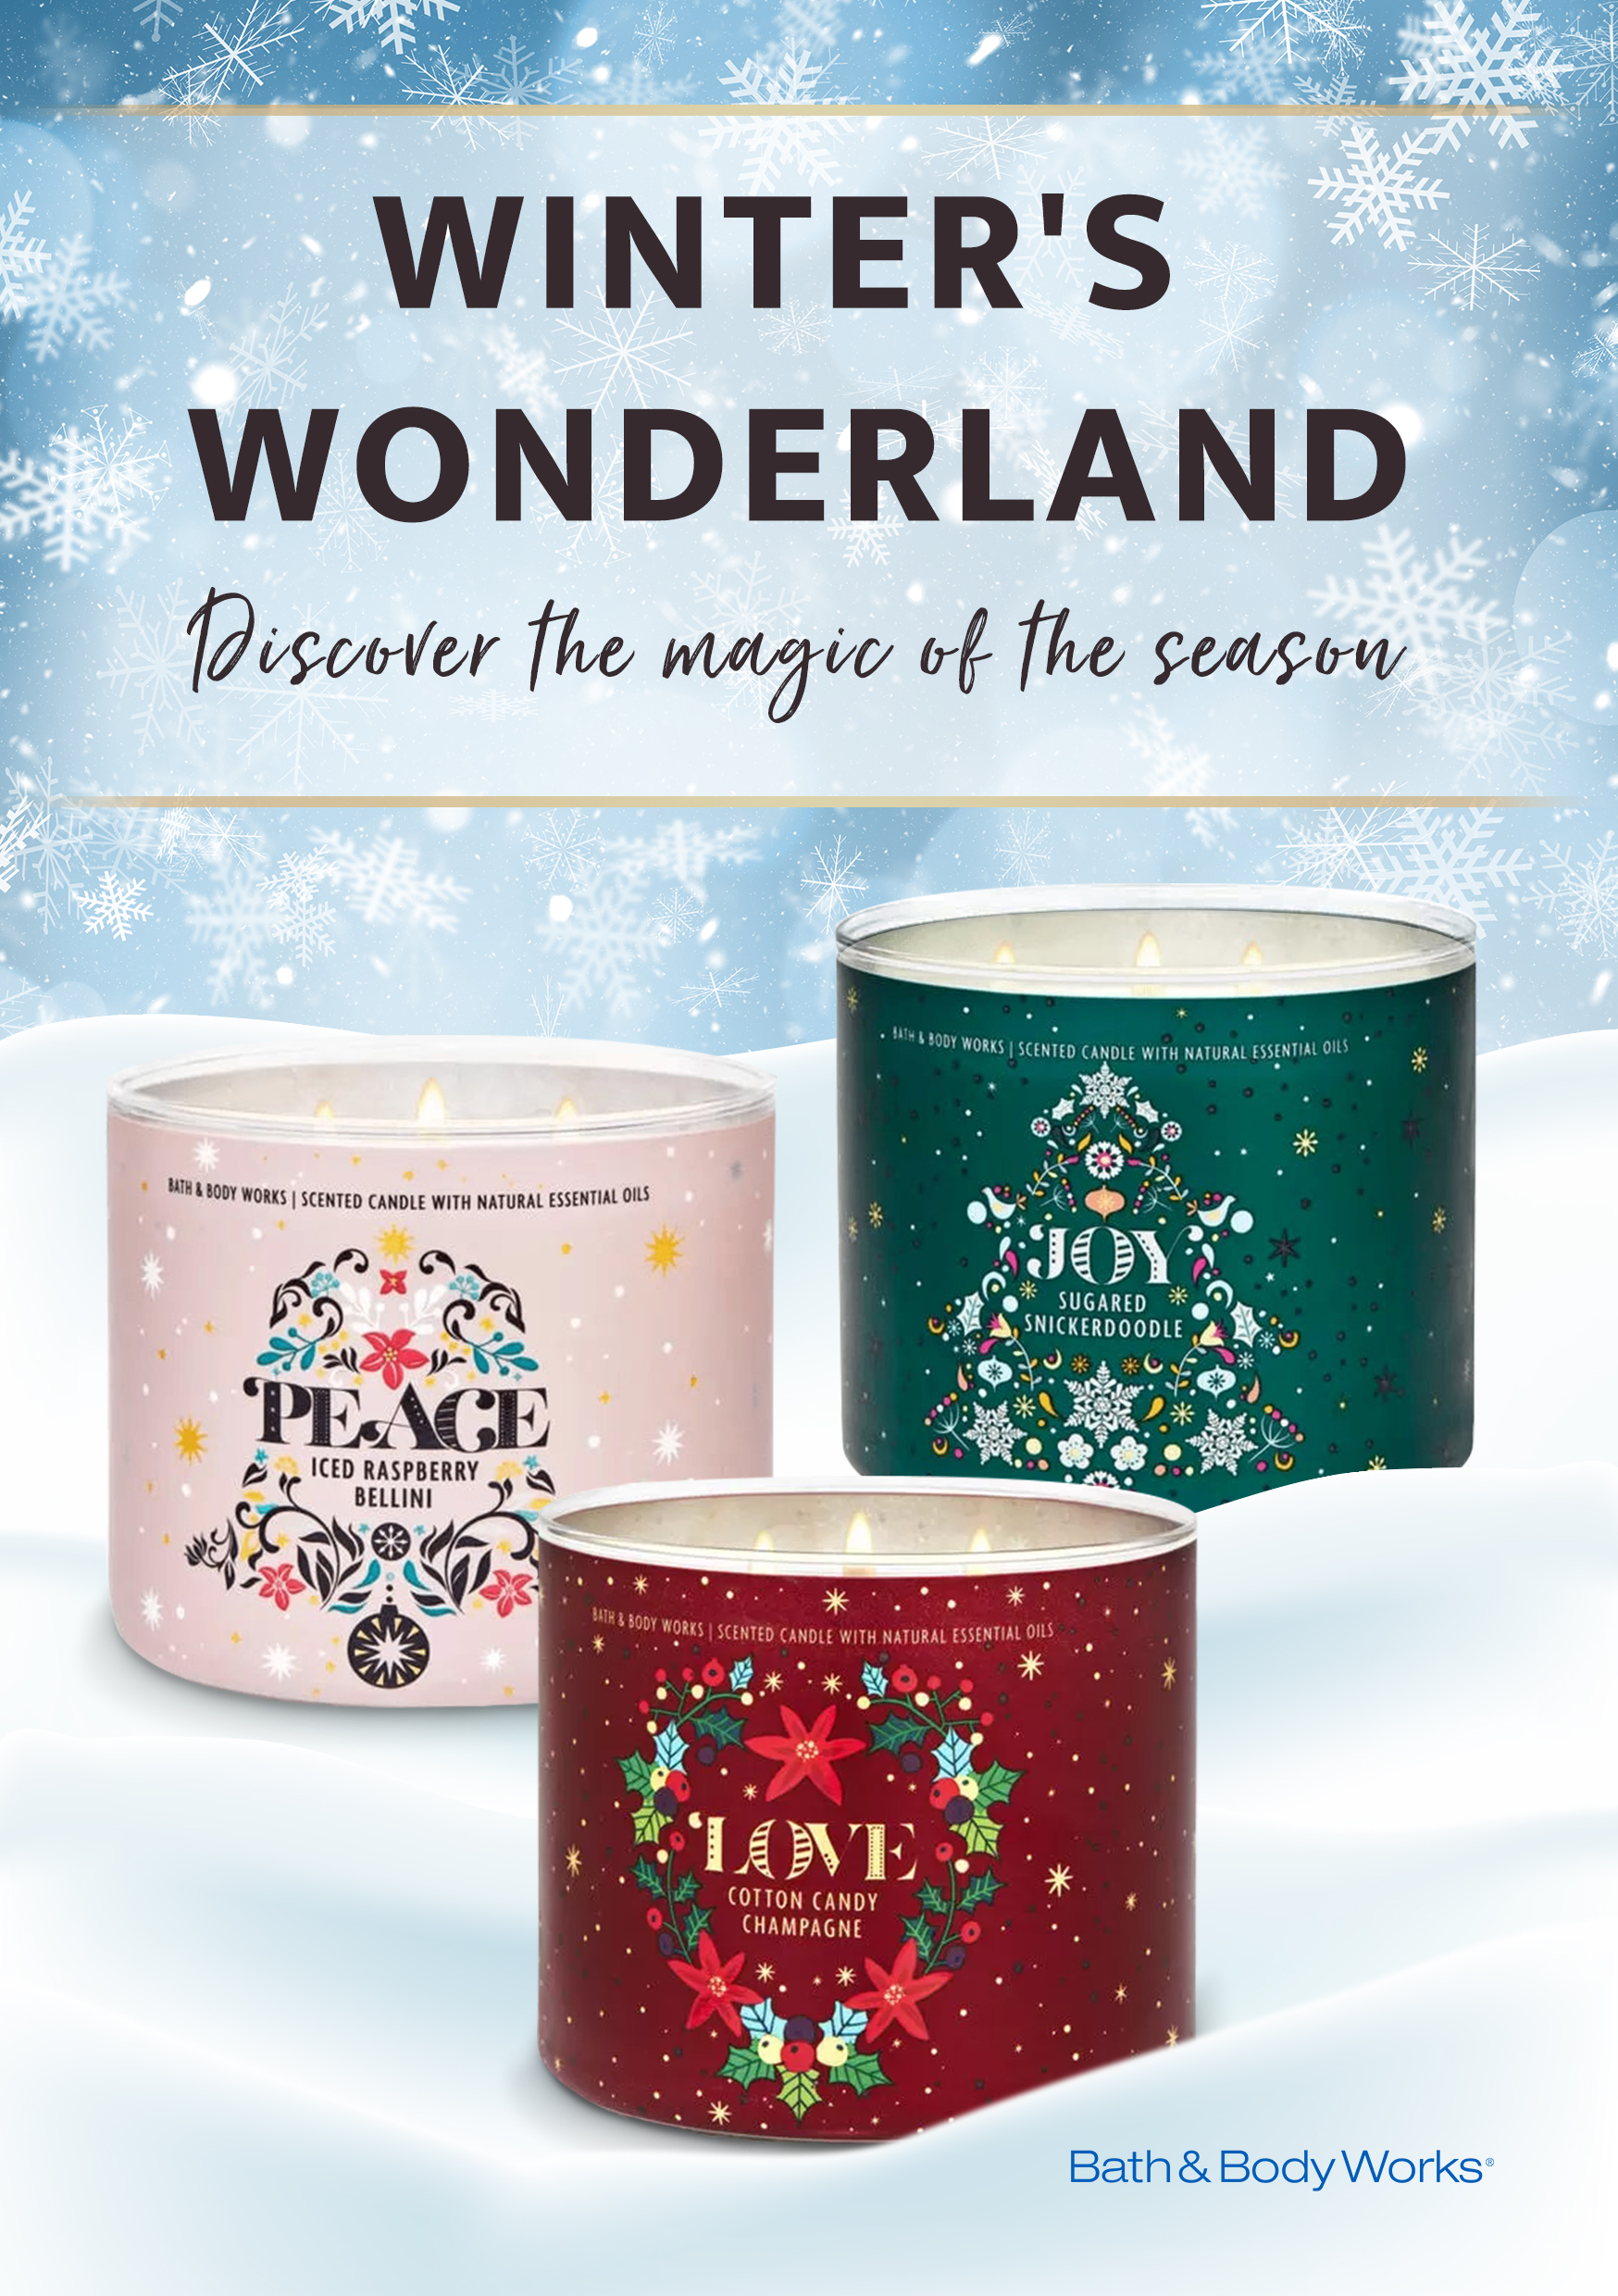 WINTER'S
WONDERLAND
Discover the magic of the season
BATH & BODY WORKS | SCENTED CANDLE WITH NATURAL ESSENTIAL OILS
JOY
SUGARED
SNICKERDOODLE
BATH & BODY WORKS | SCENTED CANDLE WITH NATURAL ESSENTIAL OILS
PEACE
ICED RASPBERRY
BELLINI
BATH & BODY WORKS | SCENTED CANDLE WITH NATURAL ESSENTIAL OILS
LOVE
COTTON CANDY
CHAMPAGNE
Bath & Body Works®